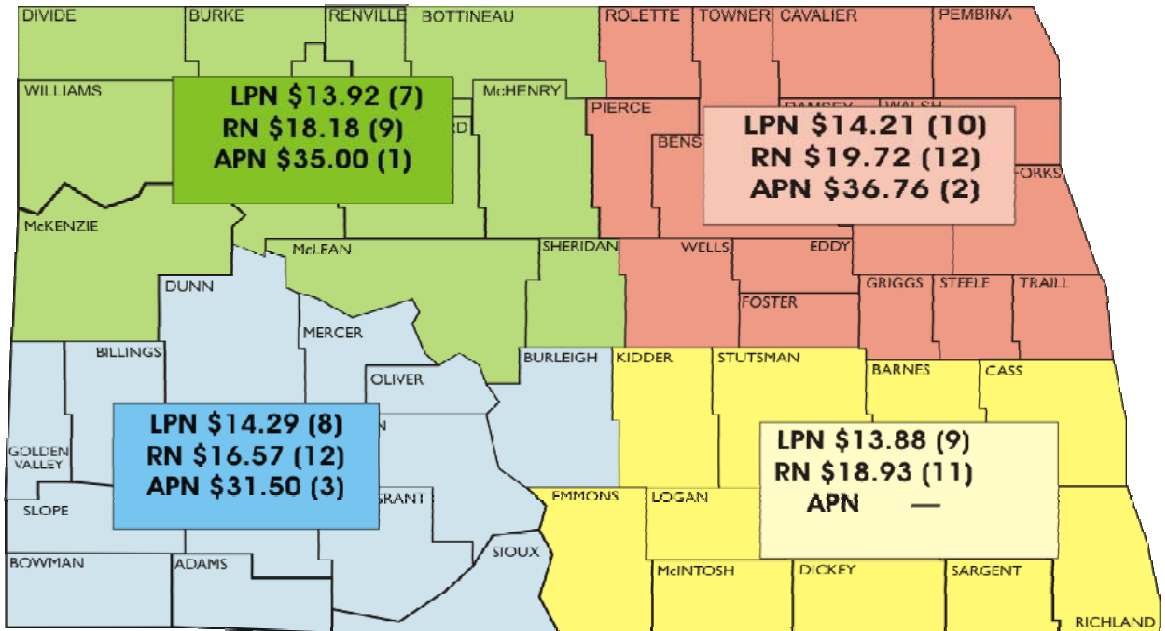 DIVIDE
BURKE
RENVILLE
BOTTINEAU
ROLETTE
TOWNER
CAVALIER
PEMBINA
WILLIAMS
McHENRY
PIERCE
LPN $13.92 (7)
RN $18.18 (9)
APN $35.00 (1)
RD
BENS
RAMSEY
WALSH
LPN $14.21 (10)
RN $19.72 (12)
APN $36.76 (2)
FORKS
McKENZIE
McLEAN
SHERIDAN
WELLS
EDDY
DUNN
FOSTER
GRIGGS
STEELE
TRAILL
MERCER
BILLINGS
OLIVER
BURLEIGH
KIDDER
STUTSMAN
BARNES
CASS
LPN $14.29 (8)
RN $16.57 (12)
APN $31.50 (3)
N
LPN $13.88 (9)
RN $18.93 (11)
APN —
GOLDEN
VALLEY
SLOPE
GRANT
EMMONS
LOGAN
SIOUX
BOWMAN
ADAMS
McINTOSH
DICKEY
SARGENT
RICHLAND